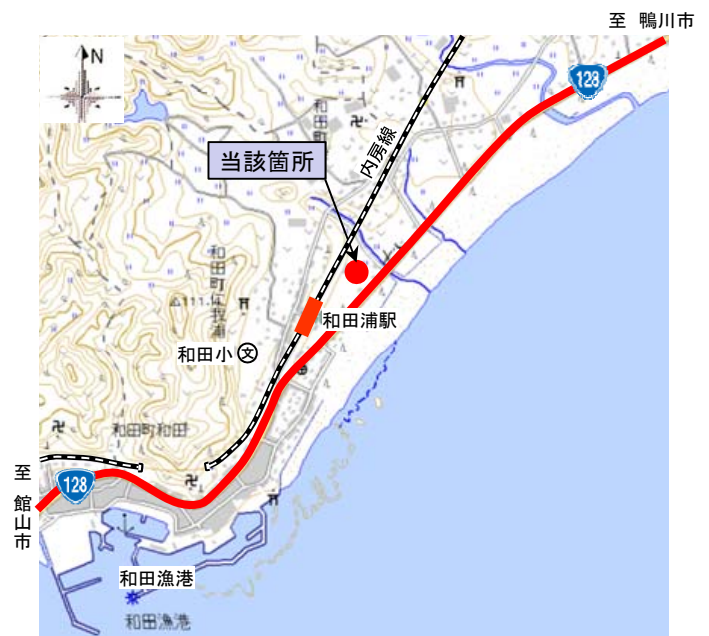 至 鴨川市
N
128
和田町
内房線
当該箇所
和田町仁我浦
111.
和田浦駅
和田小
文
和田町和田
至 館山市
128
和田漁港
和田漁港